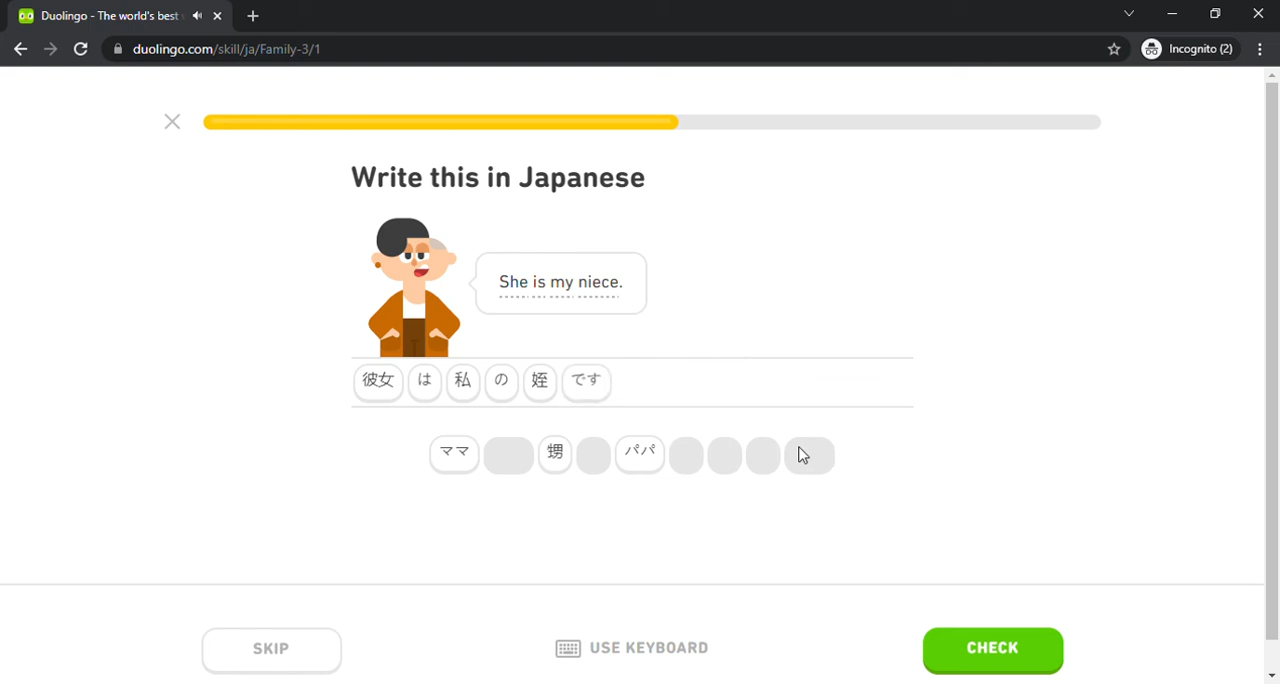 Duolingo - The world's best
duolingo.com/skill/ja/Family-3/1
Incognito (2)
Write this in Japanese
She is my niece.
彼女 は 私 の 姪 です
ママ 甥 パパ
SKIP
USE KEYBOARD
CHECK